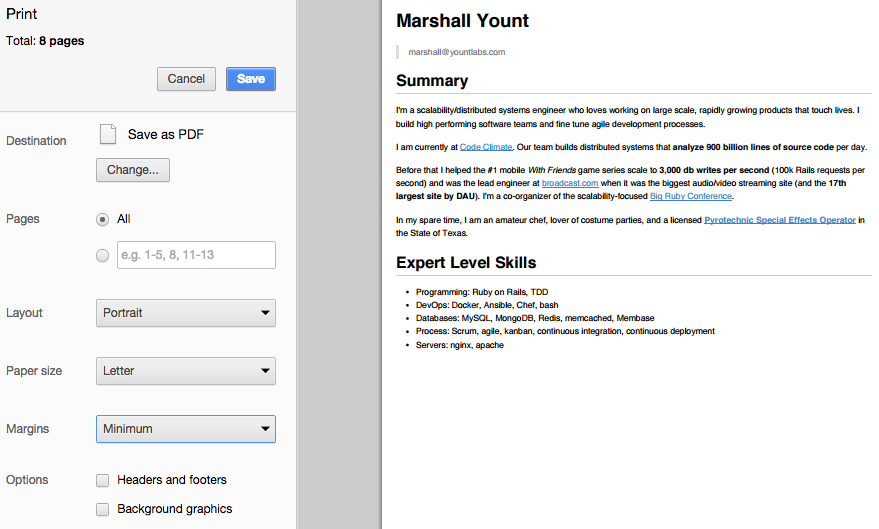 Print
Total: 8 pages
Cancel
Save
Destination
Save as PDF
Change...
Pages
All
e.g. 1-5, 8, 11-13
Layout
Portrait
Paper size
Letter
Margins
Minimum
Options
Headers and footers
Background graphics
Marshall Yount
marshall@yountlabs.com
Summary
I'm a scalability/distributed systems engineer who loves working on large scale, rapidly growing products that touch lives. I
build high performing software teams and fine tune agile development processes.
I am currently at Code Climate. Our team builds distributed systems that analyze 900 billion lines of source code per day.
Before that I helped the #1 mobile With Friends game series scale to 3,000 db writes per second (100k Rails requests per
second) and was the lead engineer at broadcast.com when it was the biggest audio/video streaming site (and the 17th
largest site by DAU). I'm a co-organizer of the scalability-focused Big Ruby Conference.
In my spare time, I am an amateur chef, lover of costume parties, and a licensed Pyrotechnic Special Effects Operator in
the State of Texas.
Expert Level Skills
• Programming: Ruby on Rails, TDD
• DevOps: Docker, Ansible, Chef, bash
• Databases: MySQL, MongoDB, Redis, memcached, Membase
• Process: Scrum, agile, kanban, continuous integration, continuous deployment
• Servers: nginx, apache